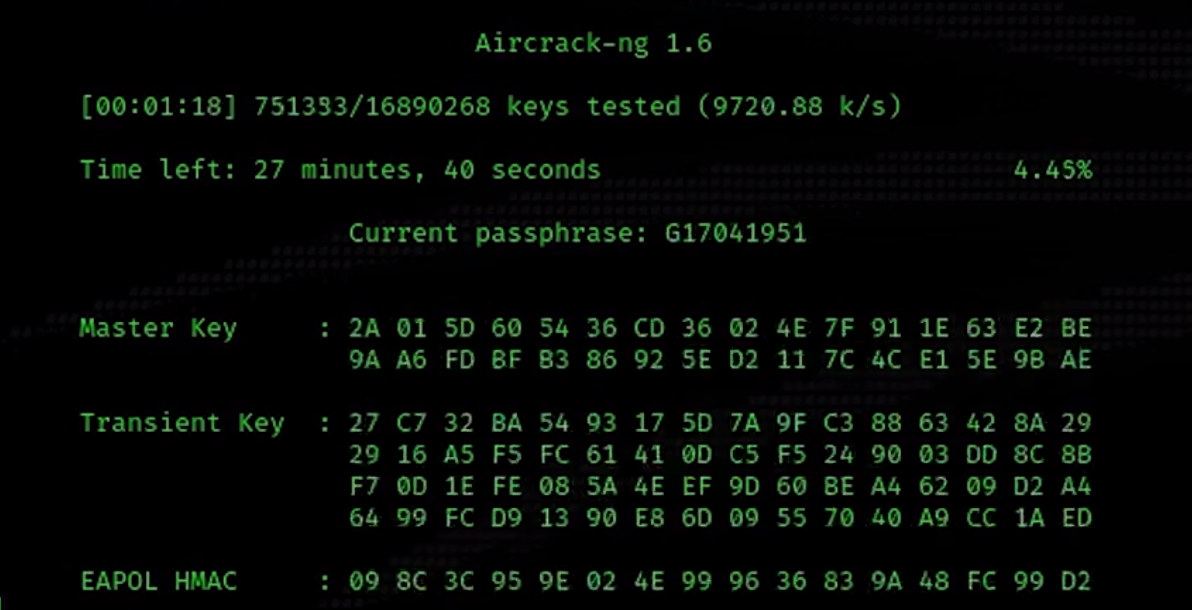 Aircrack-ng 1.6
[00:01:18] 751353/16890268 keys tested (9720.88 k/s)
Time left: 27 minutes, 40 seconds 4.45%
Current passphrase: G17041951
Master Key : 2A 01 5D 60 54 36 CD 36 02 4E 7F 91 1E 63 E2 BE
9A A6 FD BF B3 86 92 5E D2 11 7C 4C E1 5E 9B AE
Transient Key : 27 C7 32 BA 54 93 17 5D 7A 9F C3 88 63 42 8A 29
29 16 A5 F5 FC 61 41 0D C5 F5 24 90 03 DD 8C 8B
F7 0D 1E FE 08 5A 4E EF 9D 60 BE A4 62 09 D2 A4
64 99 FC D9 13 90 E8 6D 09 55 70 40 A9 CC 1A ED
EAPOL HMAC : 09 8C 3C 95 9E 02 4E 99 96 36 83 9A 48 FC 99 D2